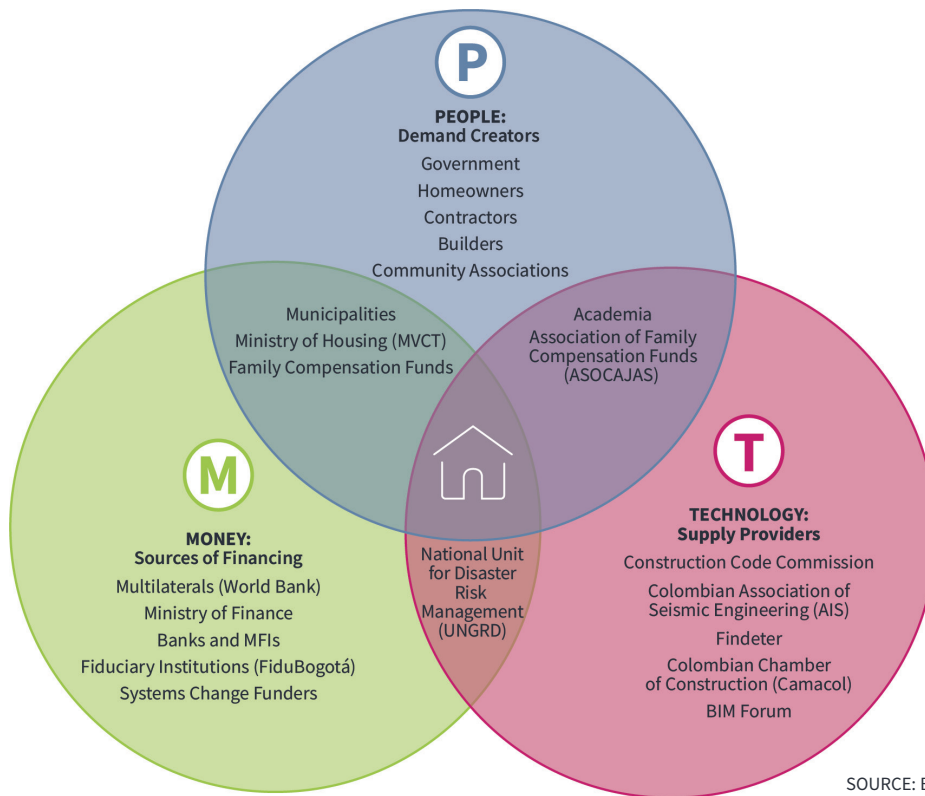 P
PEOPLE:
Demand Creators
Government
Homeowners
Contractors
Builders
Community Associations
Municipalities
Ministry of Housing (MVCT)
Family Compensation Funds
Academia
Association of Family
Compensation Funds
(ASOCAJAS)
M
MONEY:
Sources of Financing
Multilaterals (World Bank)
Ministry of Finance
Banks and MFIs
Fiduciary Institutions (FiduBogotá)
Systems Change Funders
National Unit
for Disaster
Risk
Management
(UNGRD)
T
TECHNOLOGY:
Supply Providers
Construction Code Commission
Colombian Association of
Seismic Engineering (AIS)
Findeter
Colombian Chamber
of Construction (Camacol)
BIM Forum
SOURCE: